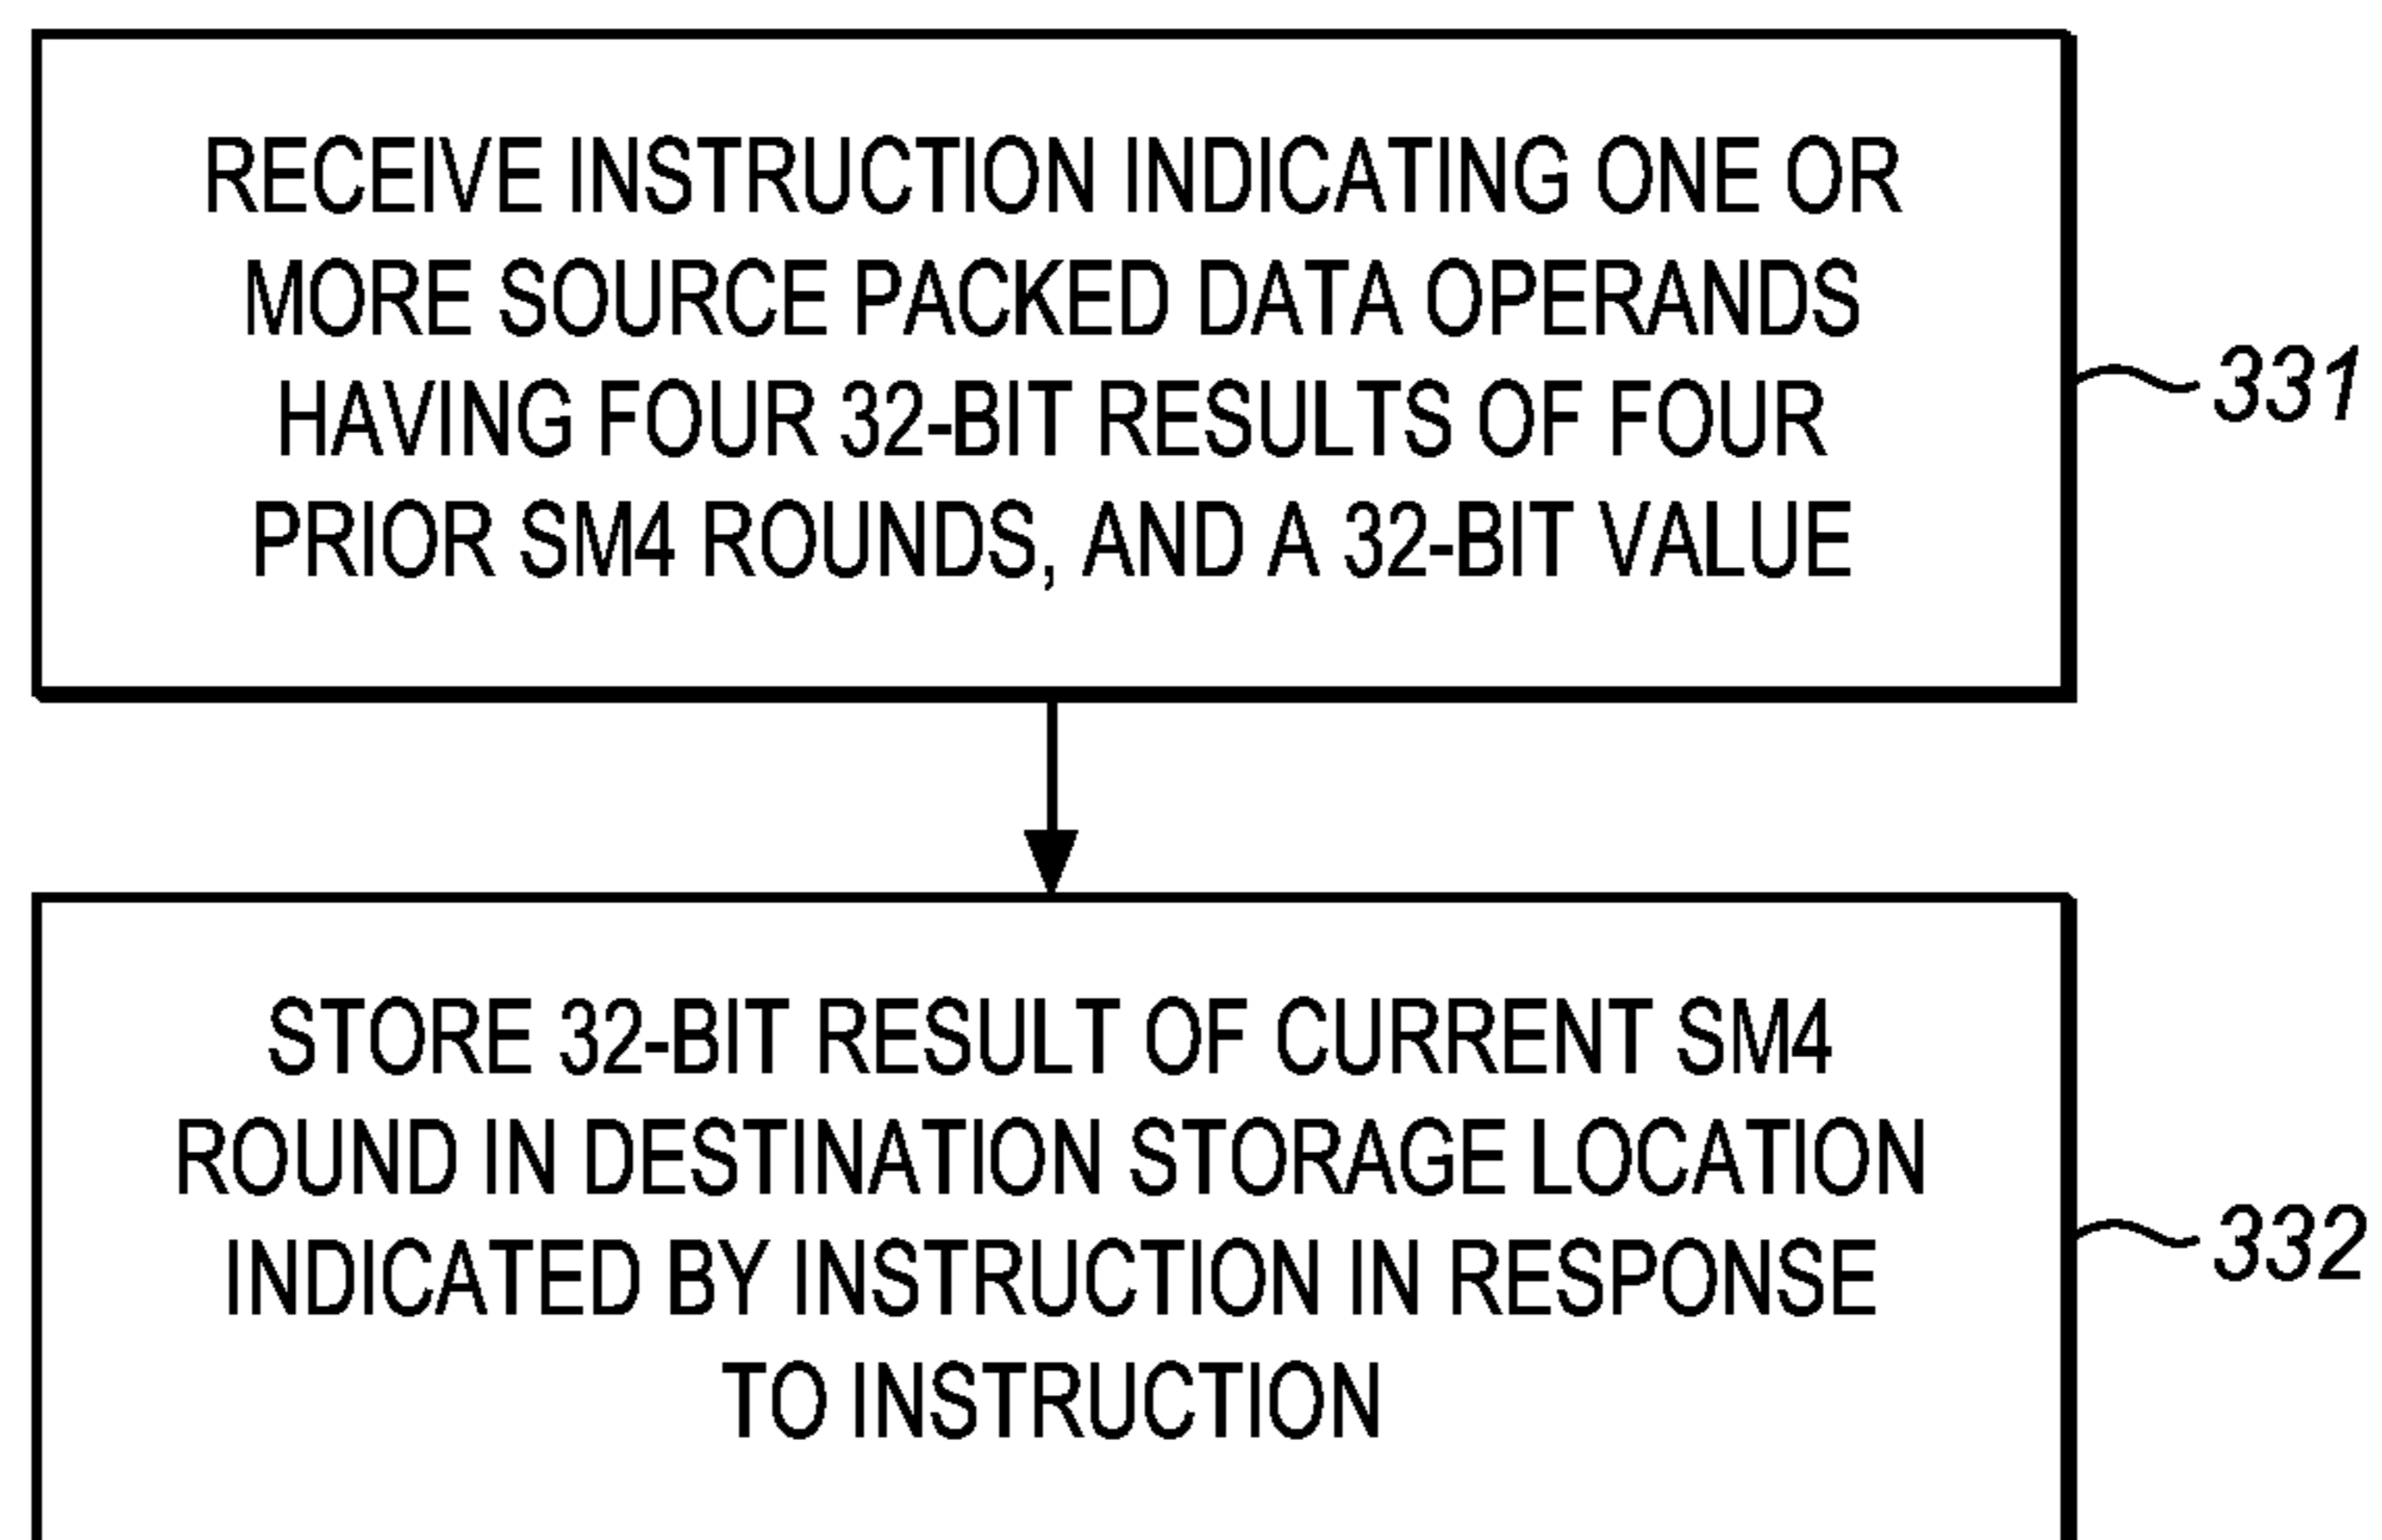 RECEIVE INSTRUCTION INDICATING ONE OR
MORE SOURCE PACKED DATA OPERANDS
HAVING FOUR 32-BIT RESULTS OF FOUR
PRIOR SM4 ROUNDS, AND A 32-BIT VALUE
331
STORE 32-BIT RESULT OF CURRENT SM4
ROUND IN DESTINATION STORAGE LOCATION
INDICATED BY INSTRUCTION IN RESPONSE
TO INSTRUCTION
332